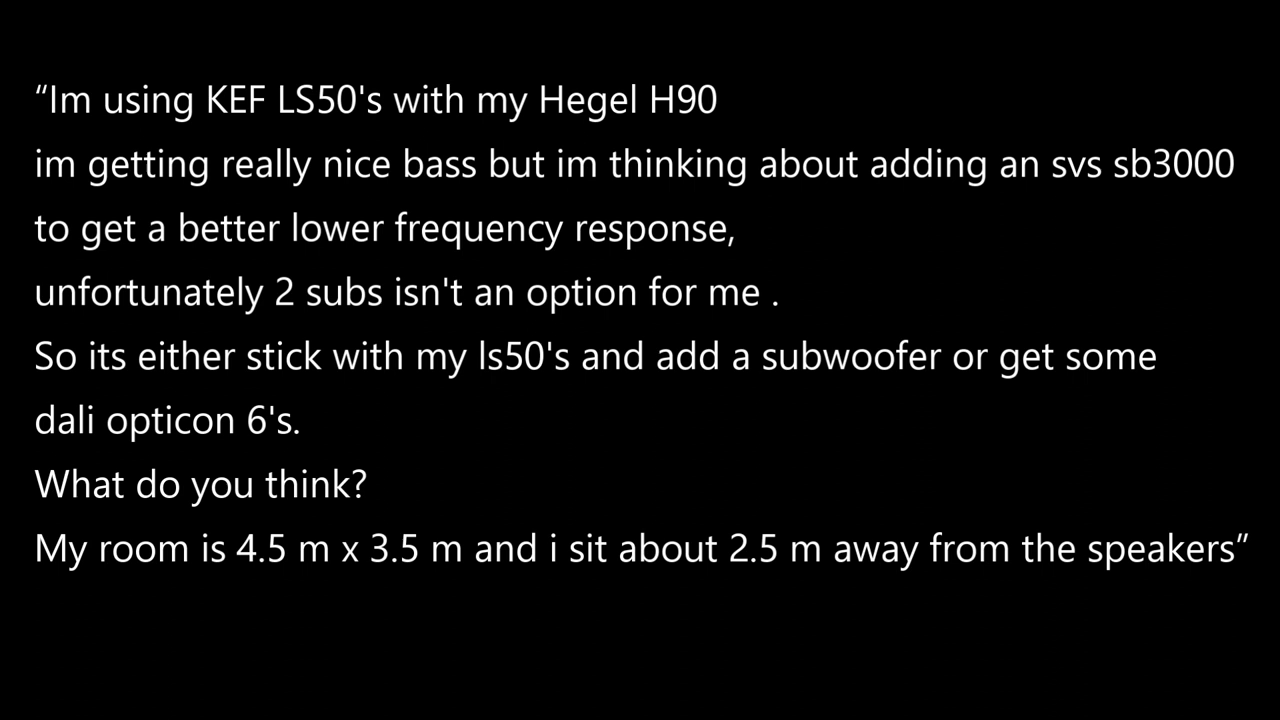 “Im using KEF LS50's with my Hegel H90
im getting really nice bass but im thinking about adding an svs sb3000
to get a better lower frequency response,
unfortunately 2 subs isn't an option for me .
So its either stick with my ls50's and add a subwoofer or get some
dali opticon 6's.
What do you think?
My room is 4.5 m x 3.5 m and i sit about 2.5 m away from the speakers”